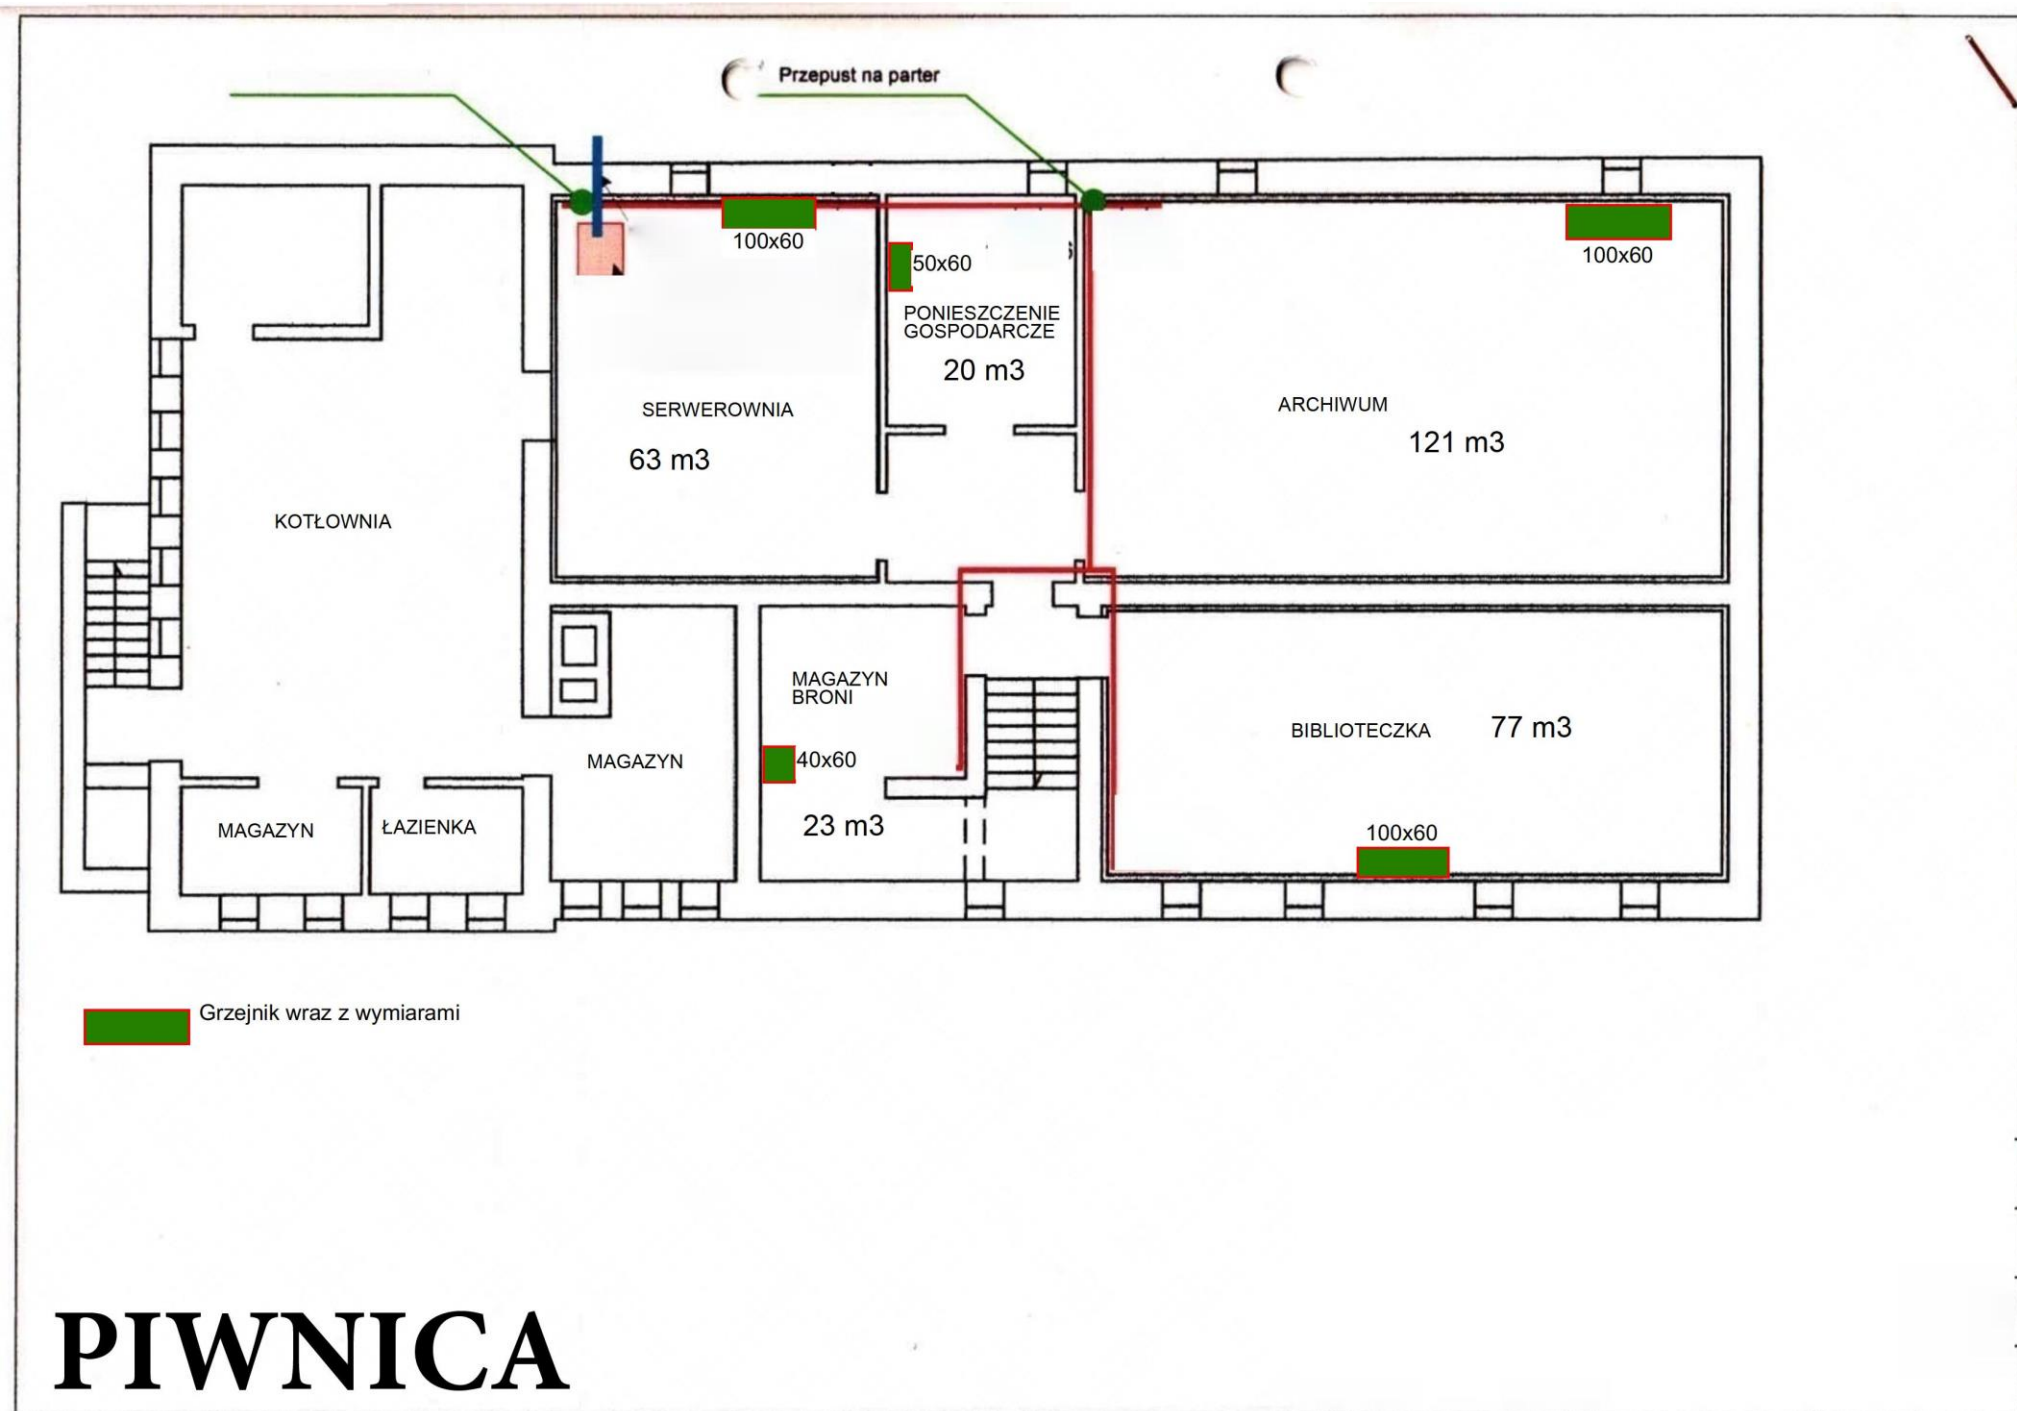 Przepust na parter
100x60
50x60
100x60
PONIESZCZENIE
GOSPODARCZE
20 m3
SERWEROWNIA
63 m3
ARCHIWUM
121 m3
KOTŁOWNIA
MAGAZYN
BRONI
40x60
23 m3
MAGAZYN
BIBLIOTECZKA
77 m3
100x60
MAGAZYN
ŁAZIENKA
Grzejnik wraz z wymiarami
PIWNICA